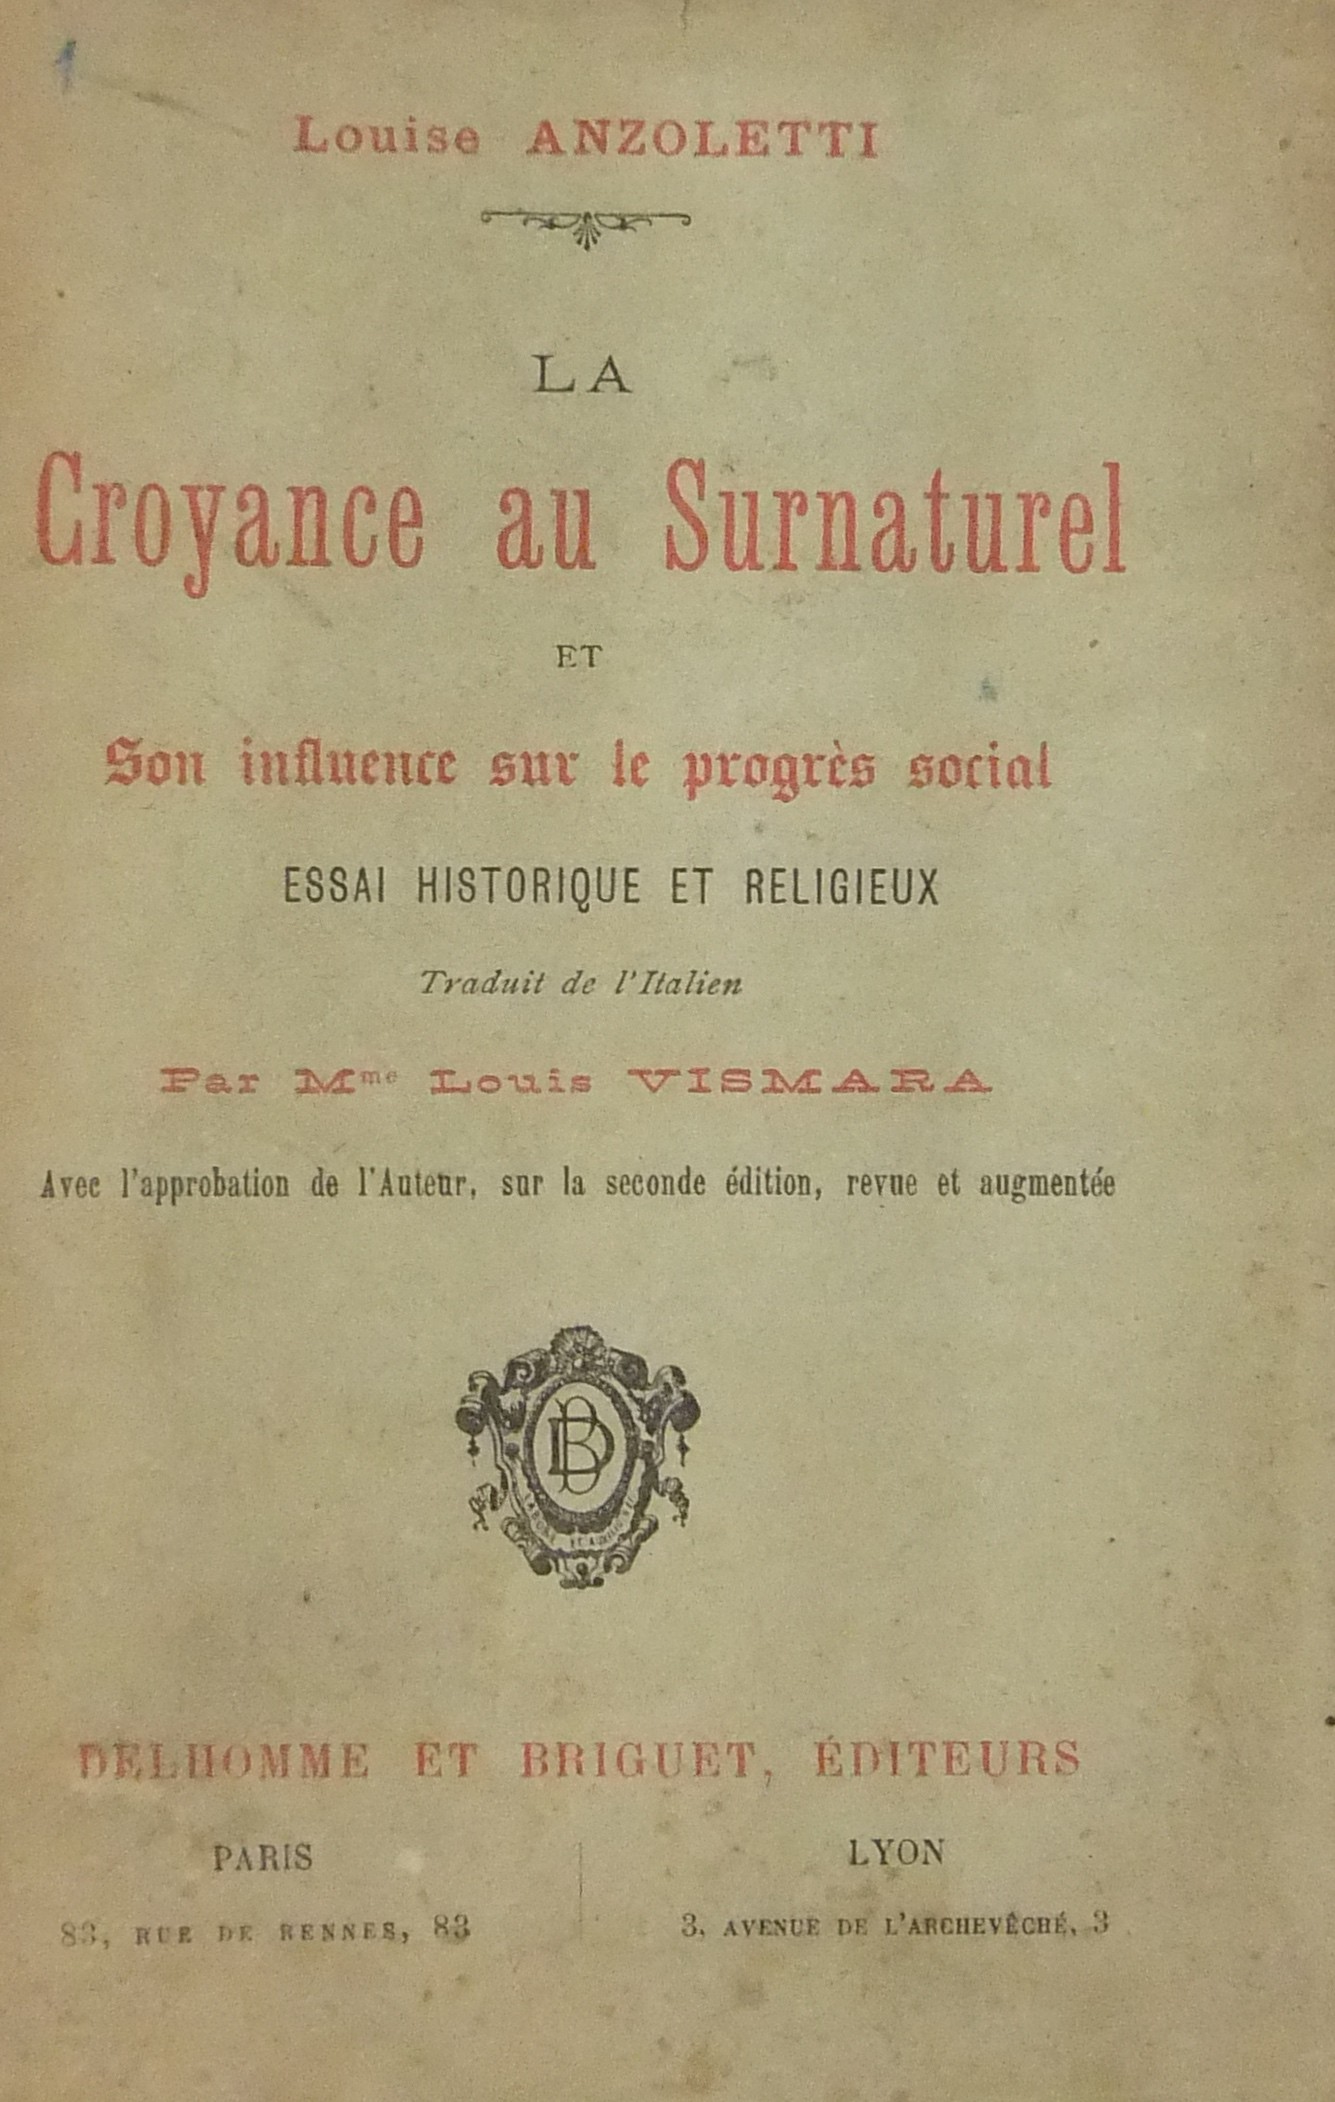 Louise ANZOLETTI
LA
Croyance au Surnaturel
ET
Son influence sur le progrès social
ESSAI HISTORIQUE ET RELIGIEUX
Traduit de l'Italien
Par Mme Louis VISMARA
Avec l'approbation de l'Auteur, sur la seconde édition, revue et augmentée
DB
DELHOMME ET BRIGUET, ÉDITEURS
PARIS
83, RUE DE RENNES, 83
LYON
3, AVENUE DE L'ARCHEVÊCHÉ, 3